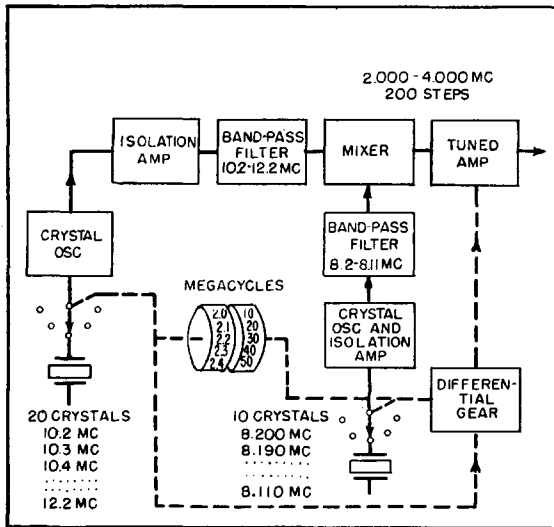 2.000-4.000 MC
200 STEPS
ISOLATION
AMP
BAND-PASS
FILTER
10.2-12.2 MC
MIXER
TUNED
AMP
CRYSTAL
OSC
BAND-PASS
FILTER
8.2-8.11 MC
MEGACYCLES
2.0
2.1
2.2
2.3
2.4
10
20
30
40
50
CRYSTAL
OSC AND
ISOLATION
AMP
DIFFEREN-
TIAL
GEAR
20 CRYSTALS
10.2 MC
10.3 MC
10.4 MC
12.2 MC
10 CRYSTALS
8.200 MC
8.190 MC
8.110 MC